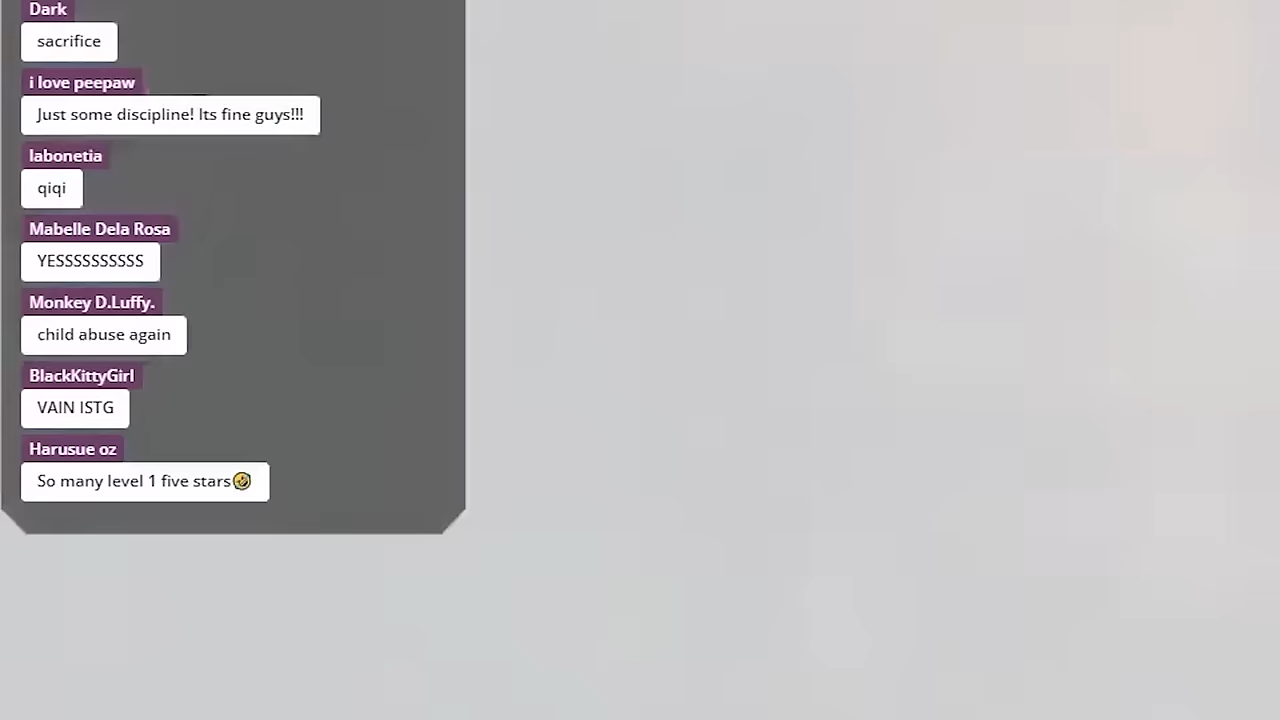 Dark
sacrifice
i love peepaw
Just some discipline! Its fine guys!!!
labonetia
qiqi
Mabelle Dela Rosa
YESSSSSSSSSS
Monkey D.Luffy.
child abuse again
BlackKittyGirl
VAIN ISTG
Harusue oz
So many level 1 five stars🤣